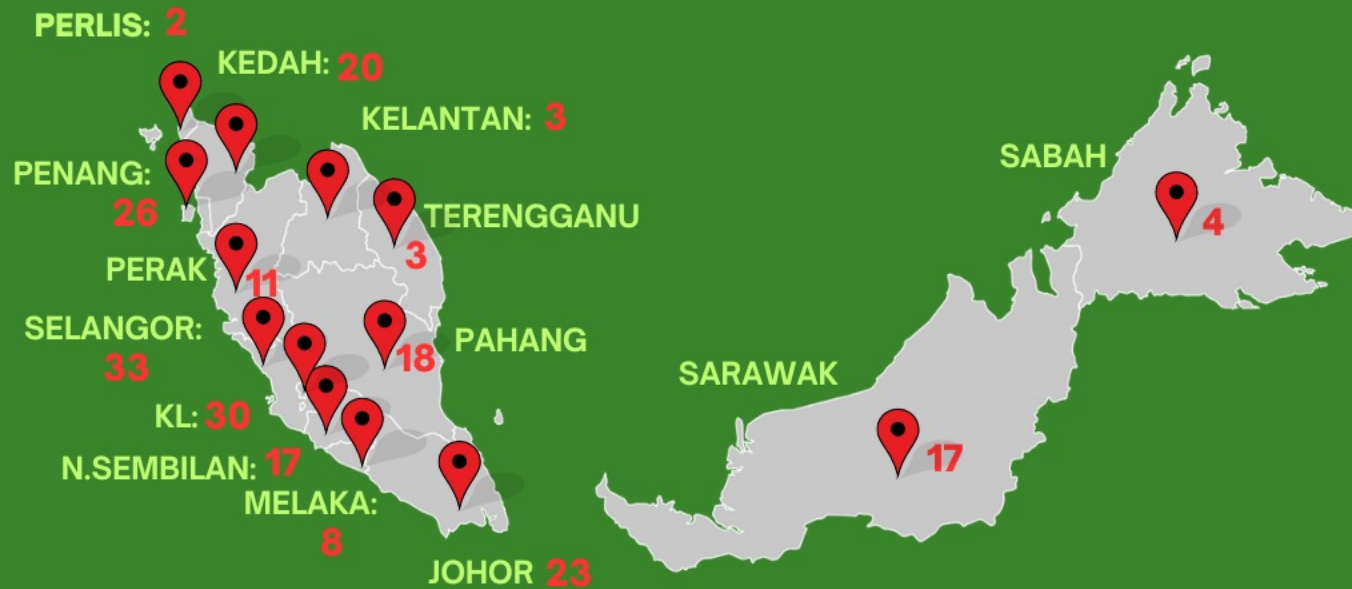 PERLIS: 2
KEDAH: 20
KELANTAN: 3
PENANG:
26
TERENGGANU
3
PERAK
11
SELANGOR:
33
PAHANG
18
KL: 30
N.SEMBILAN: 17
MELAKA:
8
JOHOR 23
SABAH
4
SARAWAK
17